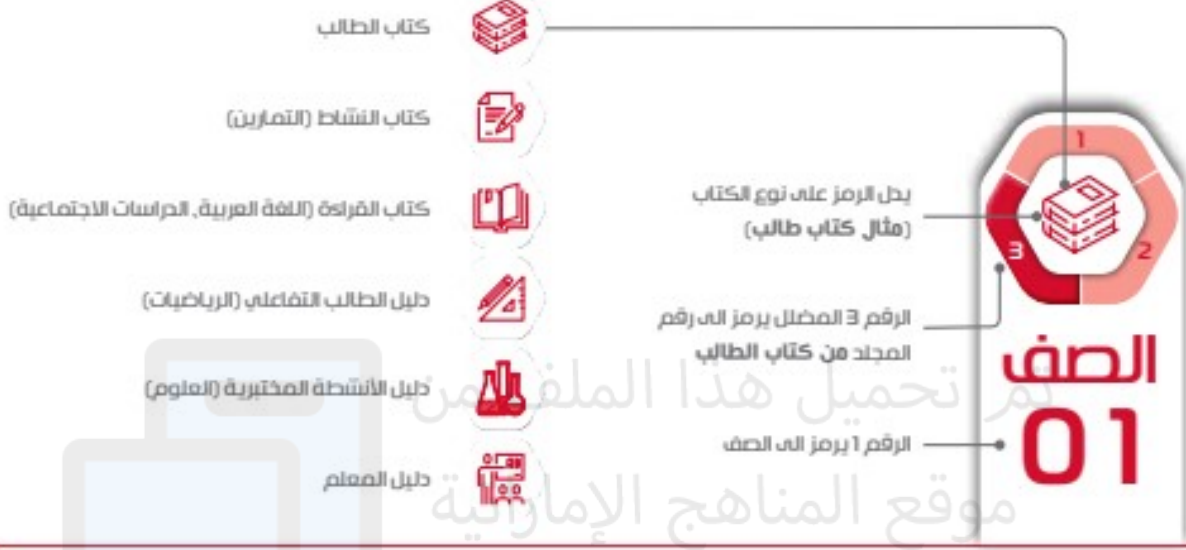 1
2
3
الصف
01
يدل الرمز على نوع الكتاب
(مثال كتاب طالب)
الرقم 3 المضلل يرمز الى رقم
المجلد من كتاب الطالب
الرقم 1 يرمز الى الصف
كتاب الطالب
كتاب النشاط (التمارين)
كتاب القراءة (اللغة العربية, الدراسات الاجتماعية)
دليل الطالب التفاعلي (الرياضيات)
دليل الأنشطة المختبرية (العلوم)
دليل المعلم
تم تحميل هذا الملف من
موقع المناهج الإماراتية